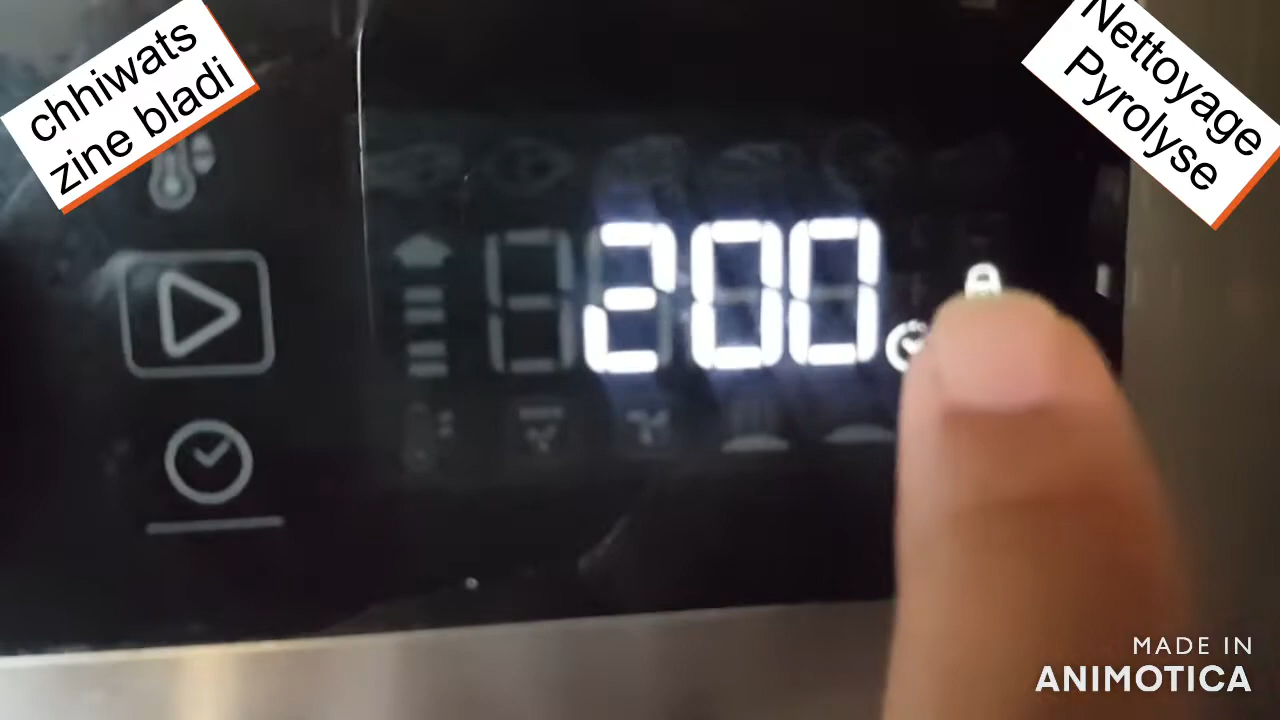 chhiwats
zine bladi
Nettoyage
Pyrolyse
200
MADE IN
ANIMOTICA